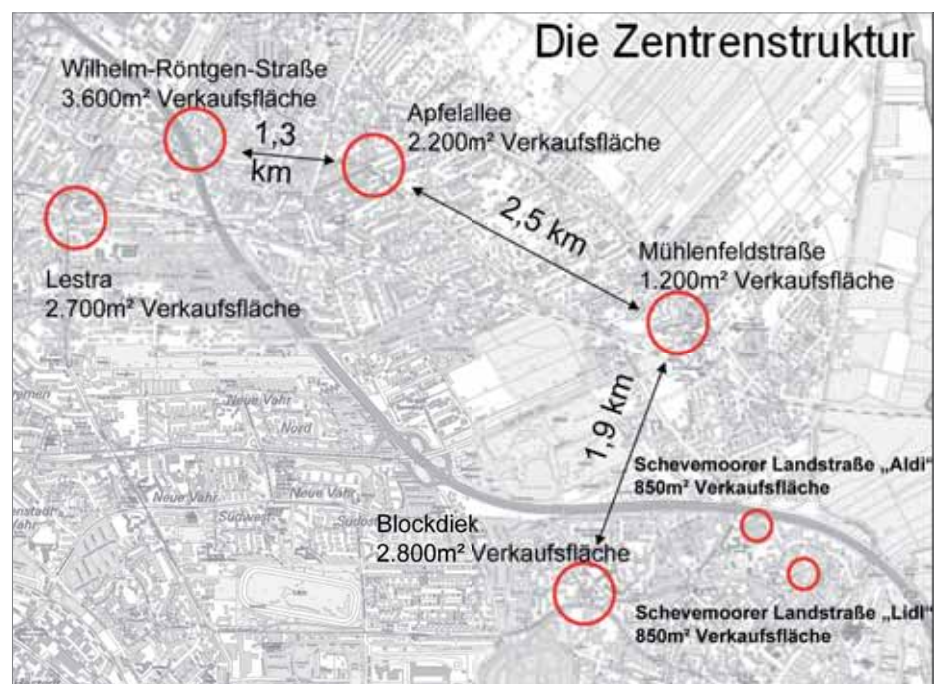 Die Zentrenstruktur
Wilhelm-Röntgen-Straße
3.600m² Verkaufsfläche
1,3
km
Apfelallee
2.200m² Verkaufsfläche
2,5 km
Lestra
2.700m² Verkaufsfläche
Mühlenfeldstraße
1.200m² Verkaufsfläche
1,9 km
Neue Vahr
Nord
Neue Vahr
Südwest
Neue Vahr
Südost
Schevemoorer Landstraße „Aldi“
850m² Verkaufsfläche
Blockdiek
2.800m² Verkaufsfläche
Schevemoorer Landstraße „Lidl“
850m² Verkaufsfläche